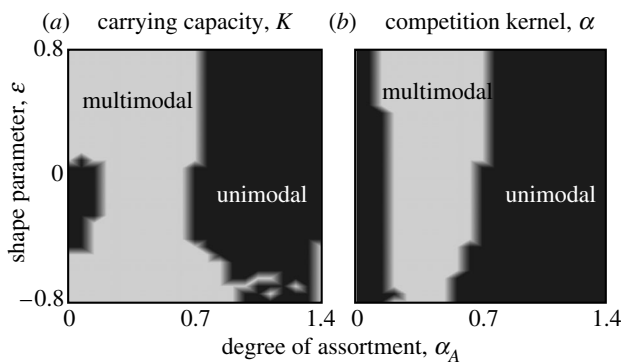 (a) carrying capacity, K (b) competition kernel, α
0.8
multimodal multimodal
shape parameter, ε
0
unimodal unimodal
−0.8
0 0.7 1.4 0 0.7 1.4
degree of assortment, α_A